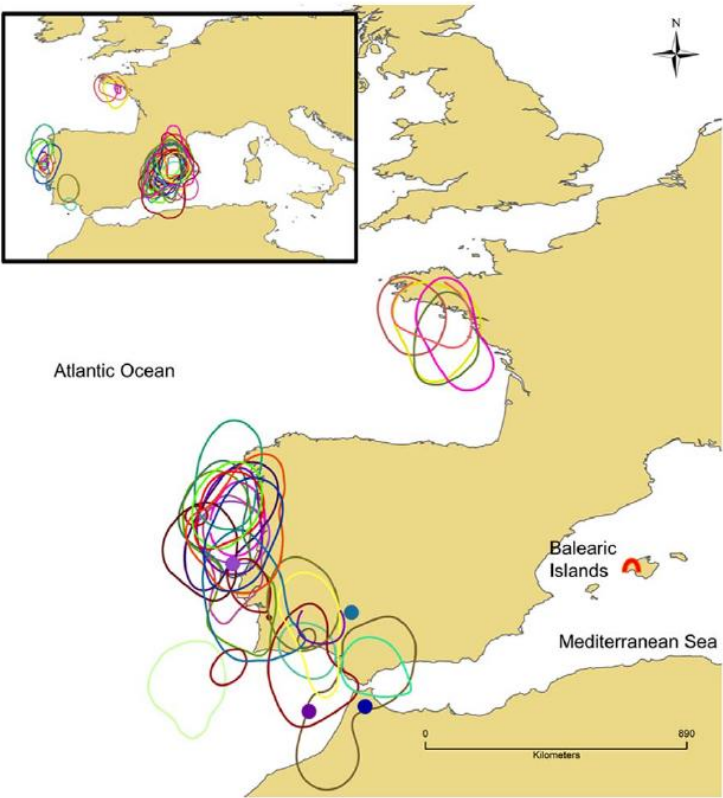 N
Atlantic Ocean
Balearic
Islands
Mediterranean Sea
0
890
Kilometers